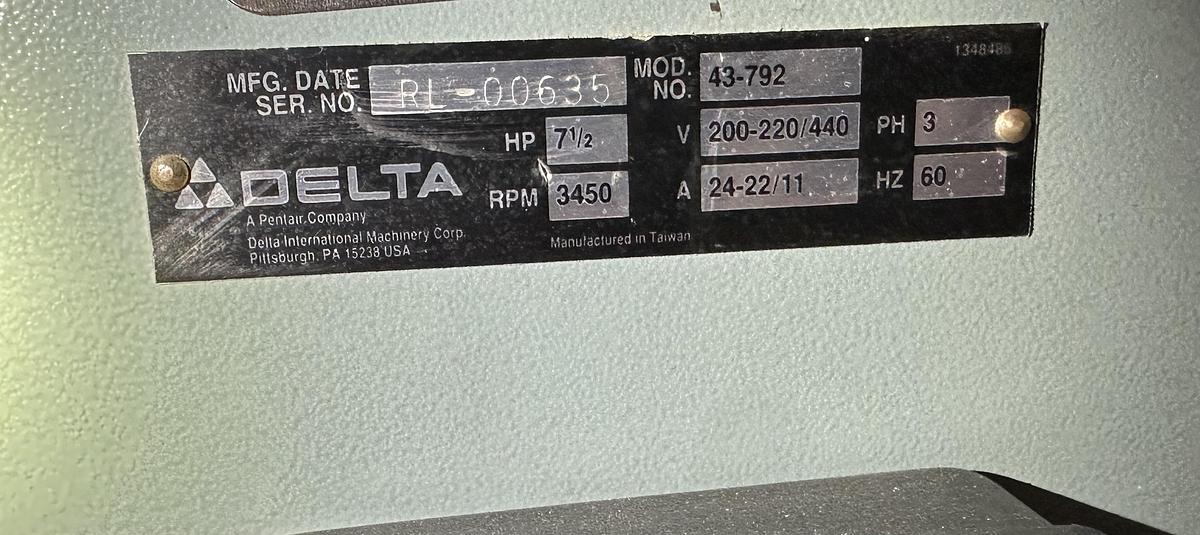 MFG. DATE
SER. NO. RL-00635
MOD.
NO. 43-792
HP 7½
V 200-220/440
PH 3
RPM 3450
A 24-22/11
HZ 60
DELTA
A Pentair Company
Delta International Machinery Corp.
Pittsburgh, PA 15238 USA
Manufactured in Taiwan